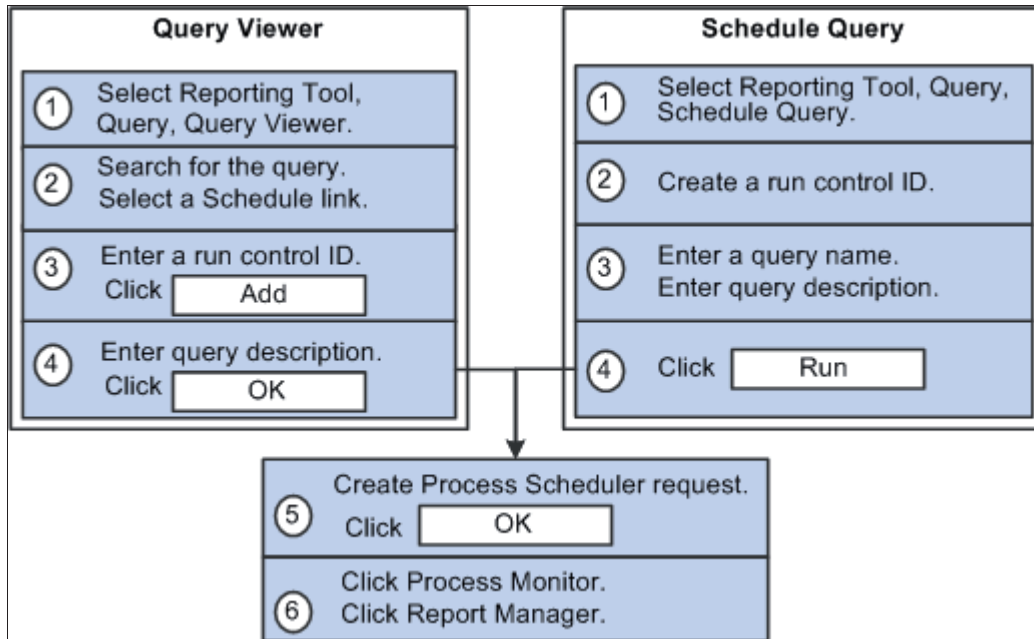 Query Viewer
1
Select Reporting Tool,
Query, Query Viewer.
2
Search for the query.
Select a Schedule link.
3
Enter a run control ID.
Click Add
4
Enter query description.
Click OK
Schedule Query
1
Select Reporting Tool, Query,
Schedule Query.
2
Create a run control ID.
3
Enter a query name.
Enter query description.
4
Click Run
5
Create Process Scheduler request.
Click OK
6
Click Process Monitor.
Click Report Manager.